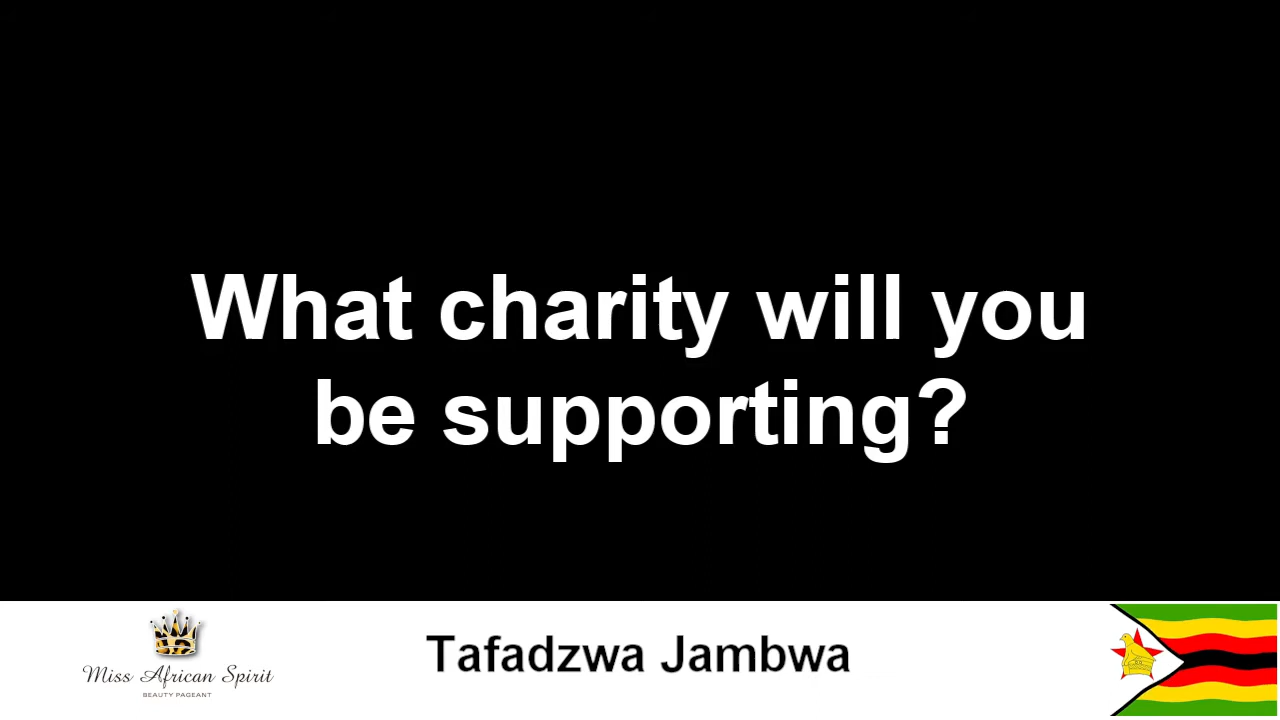 What charity will you
be supporting?
Miss African Spirit
BEAUTY PAGEANT
Tafadzwa Jambwa